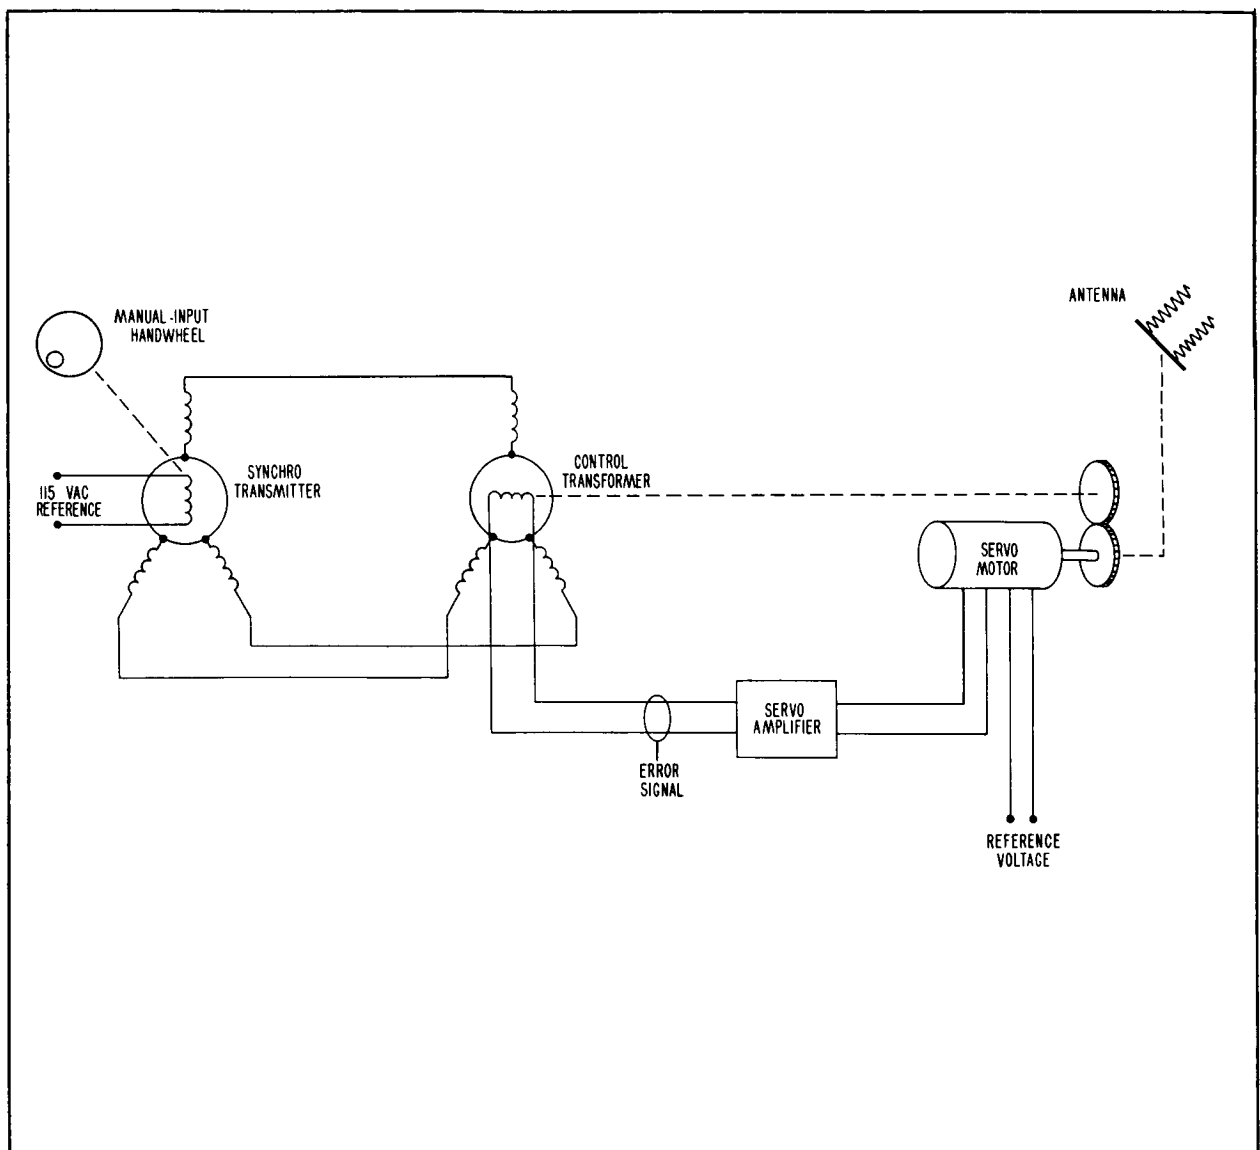 ANTENNA
MANUAL-INPUT
HANDWHEEL
SYNCHRO
TRANSMITTER
CONTROL
TRANSFORMER
115 VAC
REFERENCE
SERVO
MOTOR
SERVO
AMPLIFIER
ERROR
SIGNAL
REFERENCE
VOLTAGE